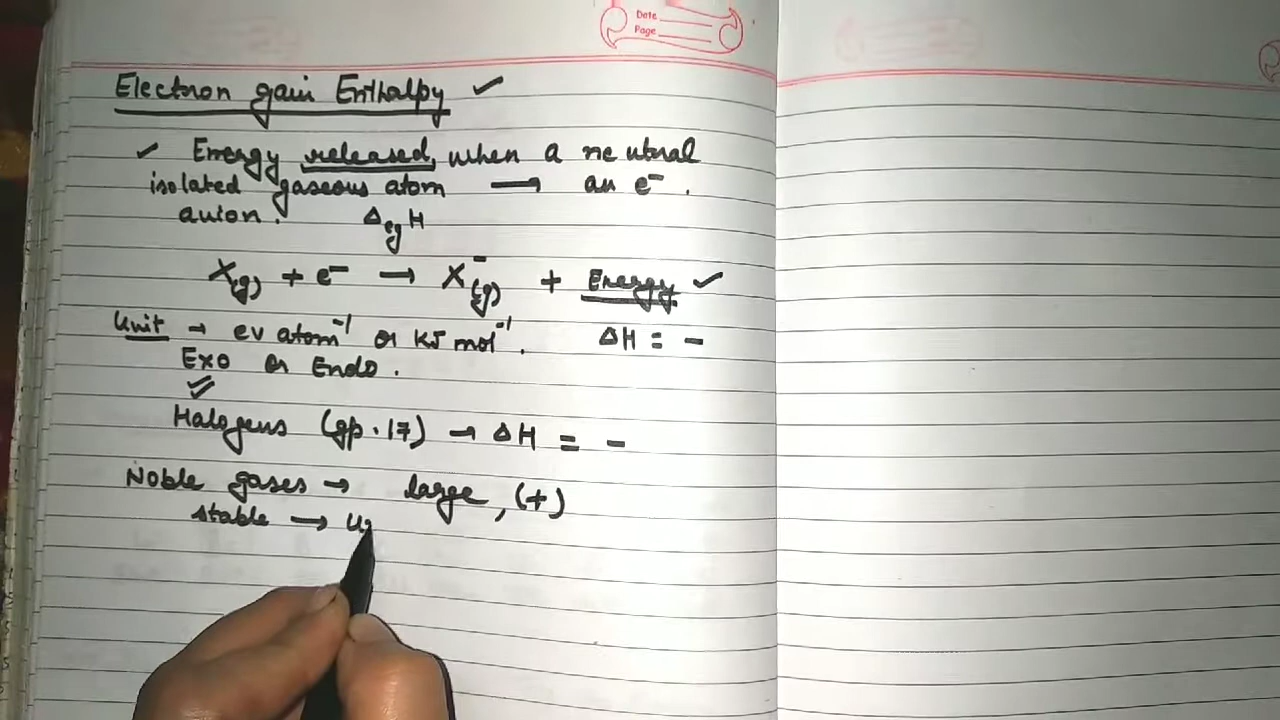 Date
Page
Electron gain Enthalpy ✓
✓ Energy released, when a neutral
isolated gaseous atom ⟶ an e⁻.
anion. ΔegH
X(g) + e⁻ → X⁻(g) + Energy ✓
Unit → ev atom⁻¹ or KJ mol⁻¹. ΔH = -
Exo or Endo.
Halogens (gp. 17) → ΔH = -
Noble gases → large, (+)
stable →